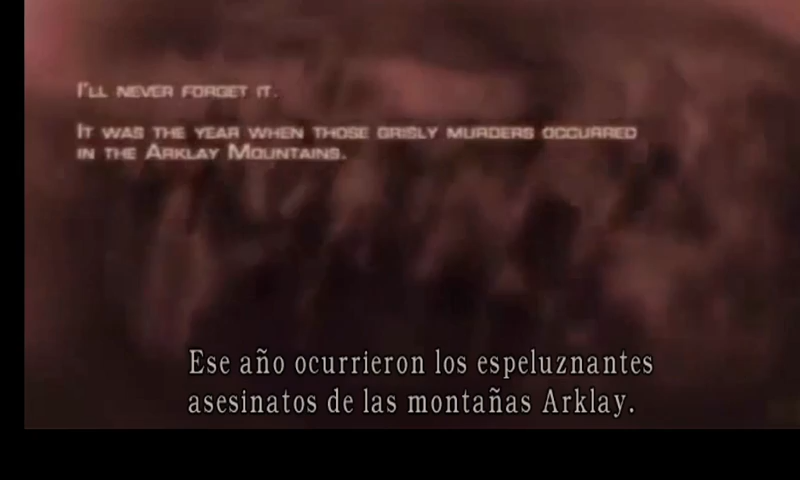 I'll never forget it.
It was the year when those grisly murders occurred
in the Arklay Mountains.
Ese año ocurrieron los espeluznantes
asesinatos de las montañas Arklay.